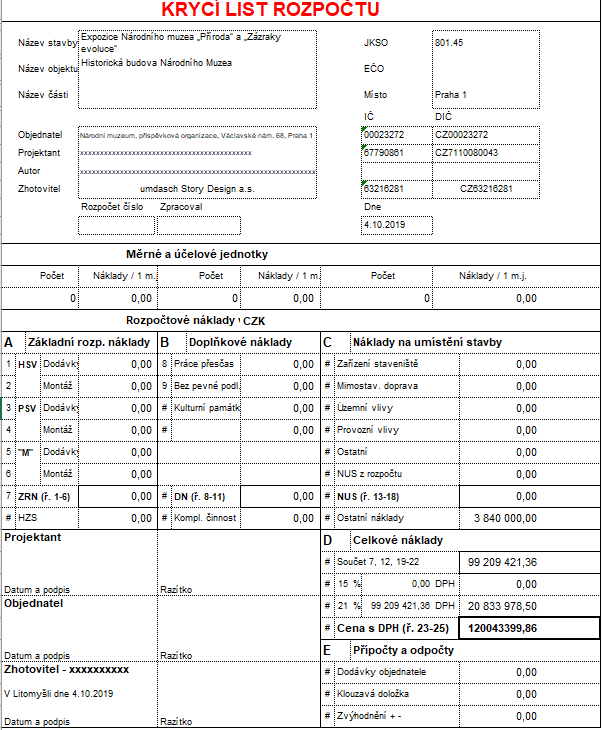 KRYCÍ LIST ROZPOČTU
Název stavby Expozice Národního muzea „Příroda“ a „Zázraky evoluce“ JKSO 801.45
Název objektu Historická budova Národního Muzea EČO
Název části Místo Praha 1
IČ DIČ
Objednatel Národní muzeum, příspěvková organizace, Václavské nám. 68, Praha 1 00023272 CZ00023272
Projektant xxxxxxxxxxxxxxxxxxxxxxxxxxxxxxxxxxxxxxxxx 67790861 CZ7110080043
Autor xxxxxxxxxxxxxxxxxxxxxxxxxxxxxxxxxxxxxxxxxxxxxxxxxxxxxxxx
Zhotovitel umdasch Story Design a.s. 63216281 CZ63216281
Rozpočet číslo Zpracoval Dne
4.10.2019
Měrné a účelové jednotky
Počet Náklady / 1 m. Počet Náklady / 1 m. Počet Náklady / 1 m.j.
0 0,00 0 0,00 0 0,00
Rozpočtové náklady v CZK
A Základní rozp. náklady B Doplňkové náklady C Náklady na umístění stavby
1 HSV Dodávky 0,00 8 Práce přesčas 0,00 # Zařízení staveniště 0,00
2 Montáž 0,00 9 Bez pevné podl. 0,00 # Mimostav. doprava 0,00
3 PSV Dodávky 0,00 # Kulturní památk 0,00 # Územní vlivy 0,00
4 Montáž 0,00 # 0,00 # Provozní vlivy 0,00
5 "M" Dodávky 0,00 # Ostatní 0,00
6 Montáž 0,00 # NUS z rozpočtu 0,00
7 ZRN (ř. 1-6) 0,00 # DN (ř. 8-11) 0,00 # NUS (ř. 13-18) 0,00
# HZS 0,00 # Kompl. činnost 0,00 # Ostatní náklady 3 840 000,00
Projektant D Celkové náklady
# Součet 7, 12, 19-22 99 209 421,36
Datum a podpis Razítko # 15 % 0,00 DPH 0,00
Objednatel # 21 % 99 209 421,36 DPH 20 833 978,50
# Cena s DPH (ř. 23-25) 120043399,86
Datum a podpis Razítko E Přípočty a odpočty
Zhotovitel - xxxxxxxxxx # Dodávky objednatele 0,00
V Litomyšli dne 4.10.2019 # Klouzavá doložka 0,00
Datum a podpis Razítko # Zvýhodnění + - 0,00